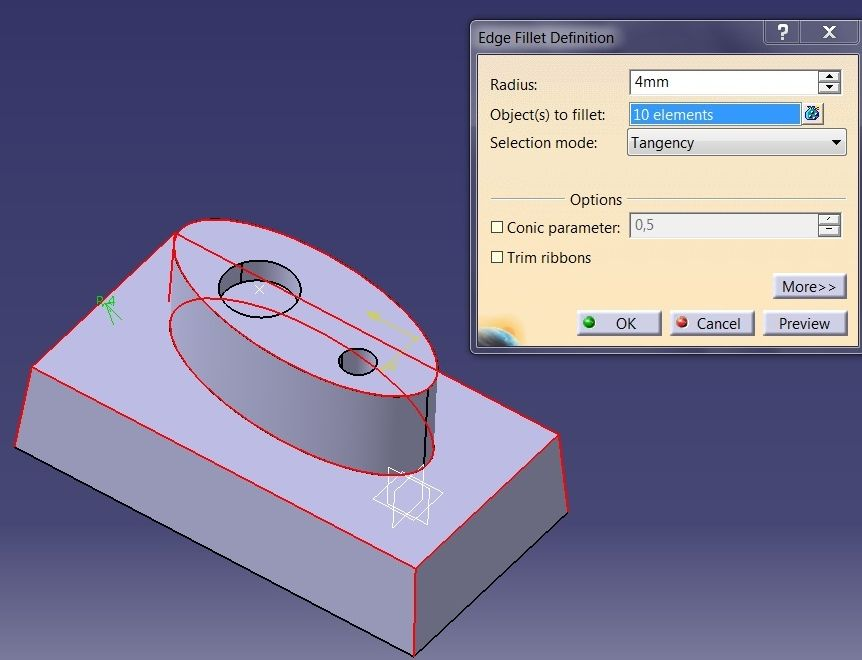 Edge Fillet Definition
?
X
Radius:
4mm
Object(s) to fillet:
10 elements
Selection mode:
Tangency
Options
Conic parameter:
0,5
Trim ribbons
More>>
OK
Cancel
Preview